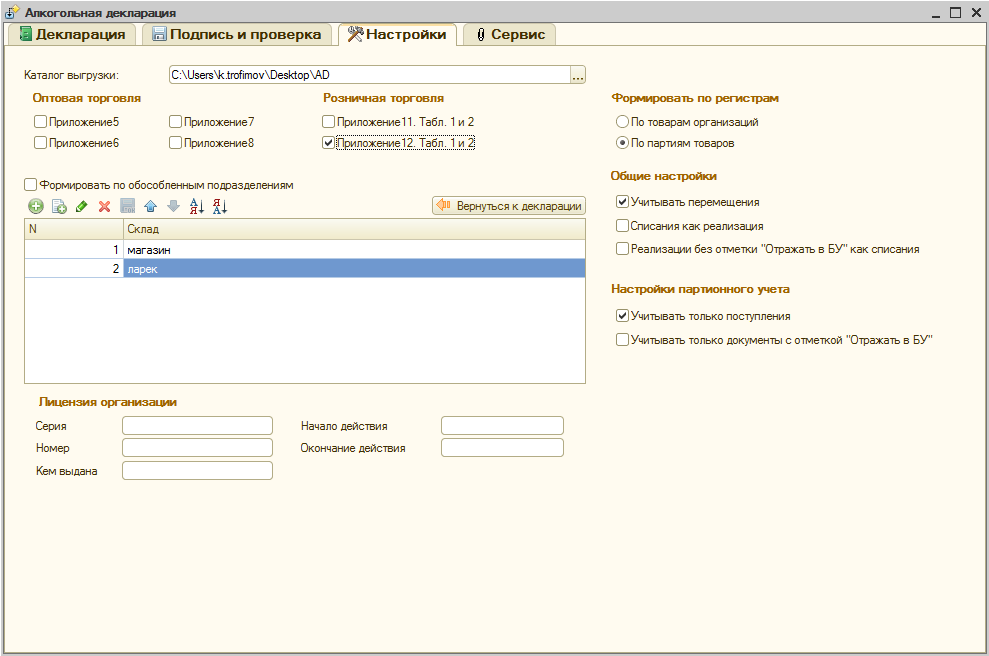 Алкогольная декларация
Декларация Подпись и проверка Настройки Сервис
Каталог выгрузки: C:\Users\k.trofimov\Desktop\AD ...
Оптовая торговля Розничная торговля Формировать по регистрам
Приложение5 Приложение7 Приложение11. Табл. 1 и 2 По товарам организаций
Приложение6 Приложение8 Приложение12. Табл. 1 и 2 По партиям товаров
Общие настройки
Формировать по обособленным подразделениям
Вернуться к декларации Учитывать перемещения
N Склад Списания как реализация
1 магазин Реализации без отметки "Отражать в БУ" как списания
2 ларек
Настройки партионного учета
Учитывать только поступления
Учитывать только документы с отметкой "Отражать в БУ"
Лицензия организации
Серия Начало действия
Номер Окончание действия
Кем выдана